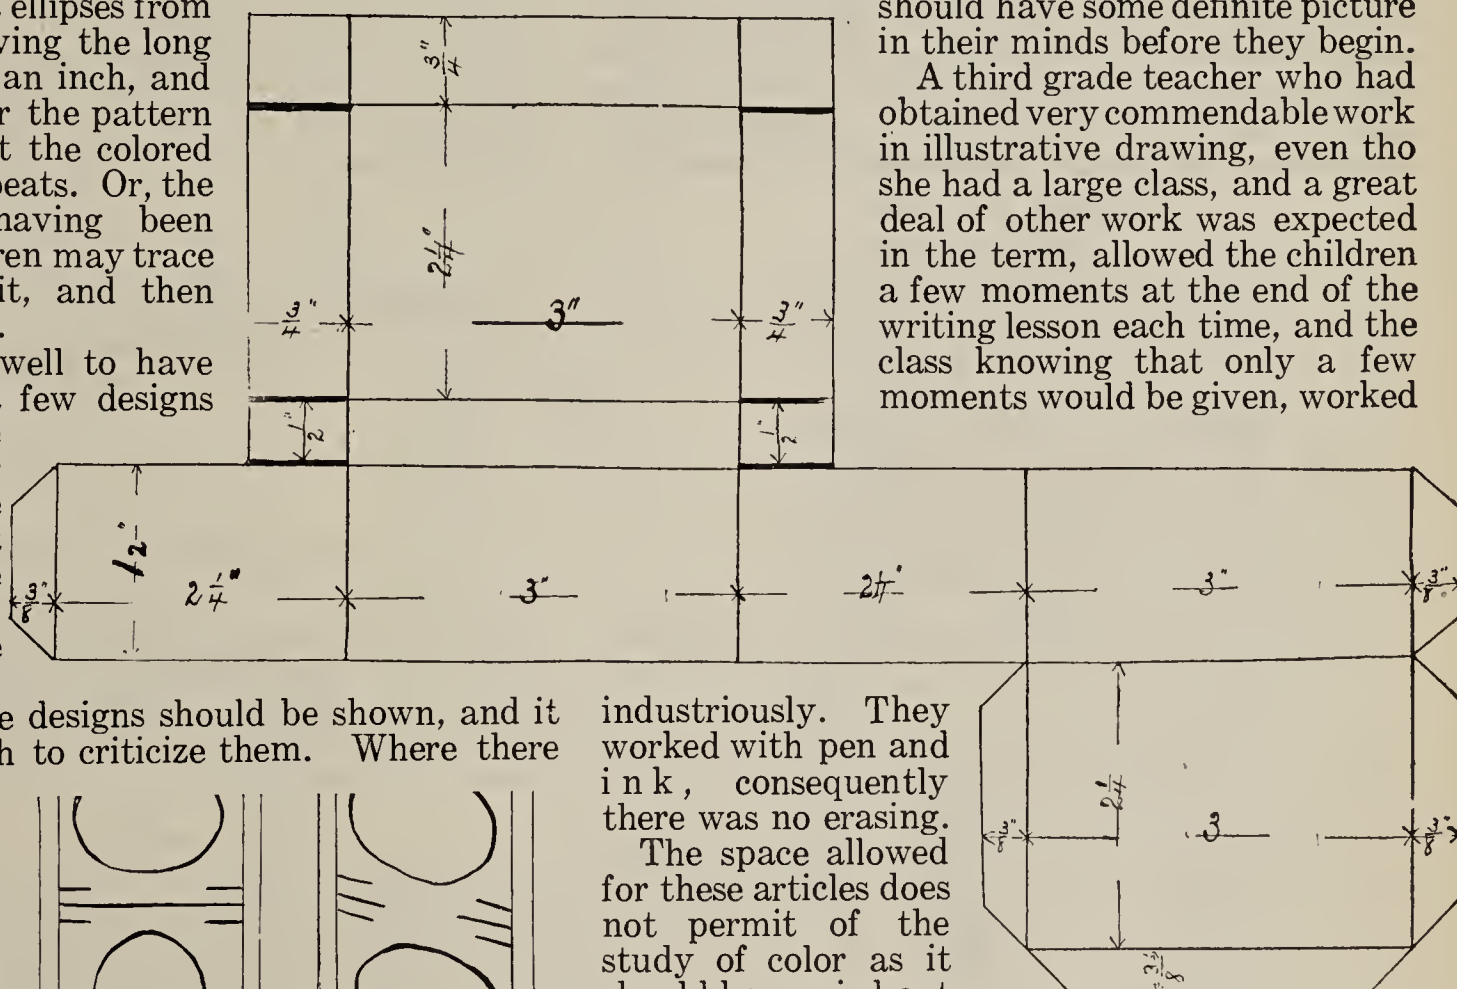 ellipses from
ving the long
an inch, and
r the pattern
t the colored
peats. Or, the
having been
ren may trace
it, and then
well to have
few designs
should have some definite picture
in their minds before they begin.
A third grade teacher who had
obtained very commendable work
in illustrative drawing, even tho
she had a large class, and a great
deal of other work was expected
in the term, allowed the children
a few moments at the end of the
writing lesson each time, and the
class knowing that only a few
moments would be given, worked
3/4"
2 1/4"
3/4"
3"
3/4"
1/2"
1/2"
3/8"
2 1/4"
3"
2 1/4"
3"
3/8"
e designs should be shown, and it
h to criticize them. Where there
industriously. They
worked with pen and
ink, consequently
there was no erasing.
The space allowed
for these articles does
not permit of the
study of color as it
2 1/4
3/8"
3
3/8"